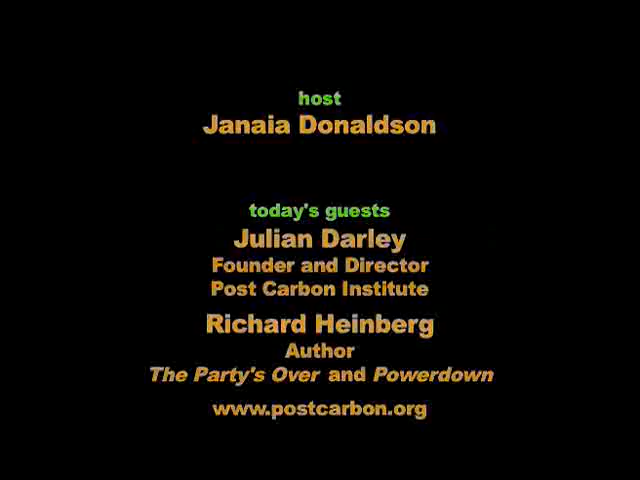 host
Janaia Donaldson
today's guests
Julian Darley
Founder and Director
Post Carbon Institute
Richard Heinberg
Author
The Party's Over and Powerdown
www.postcarbon.org